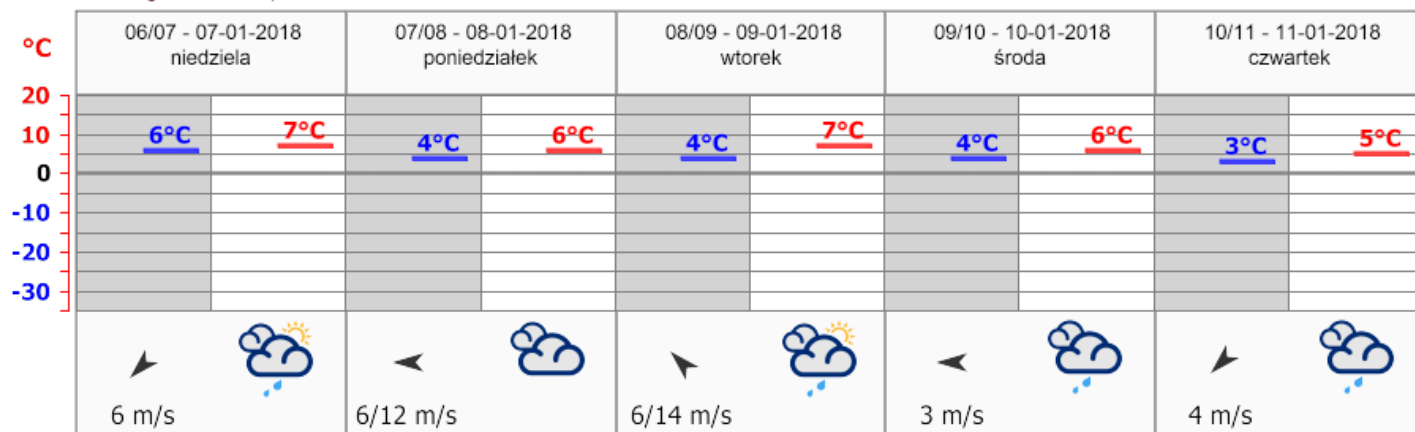 °C
06/07 - 07-01-2018
niedziela
07/08 - 08-01-2018
poniedziałek
08/09 - 09-01-2018
wtorek
09/10 - 10-01-2018
środa
10/11 - 11-01-2018
czwartek
20
10
0
-10
-20
-30
6°C 7°C 4°C 6°C 4°C 7°C 4°C 6°C 3°C 5°C
6 m/s 6/12 m/s 6/14 m/s 3 m/s 4 m/s